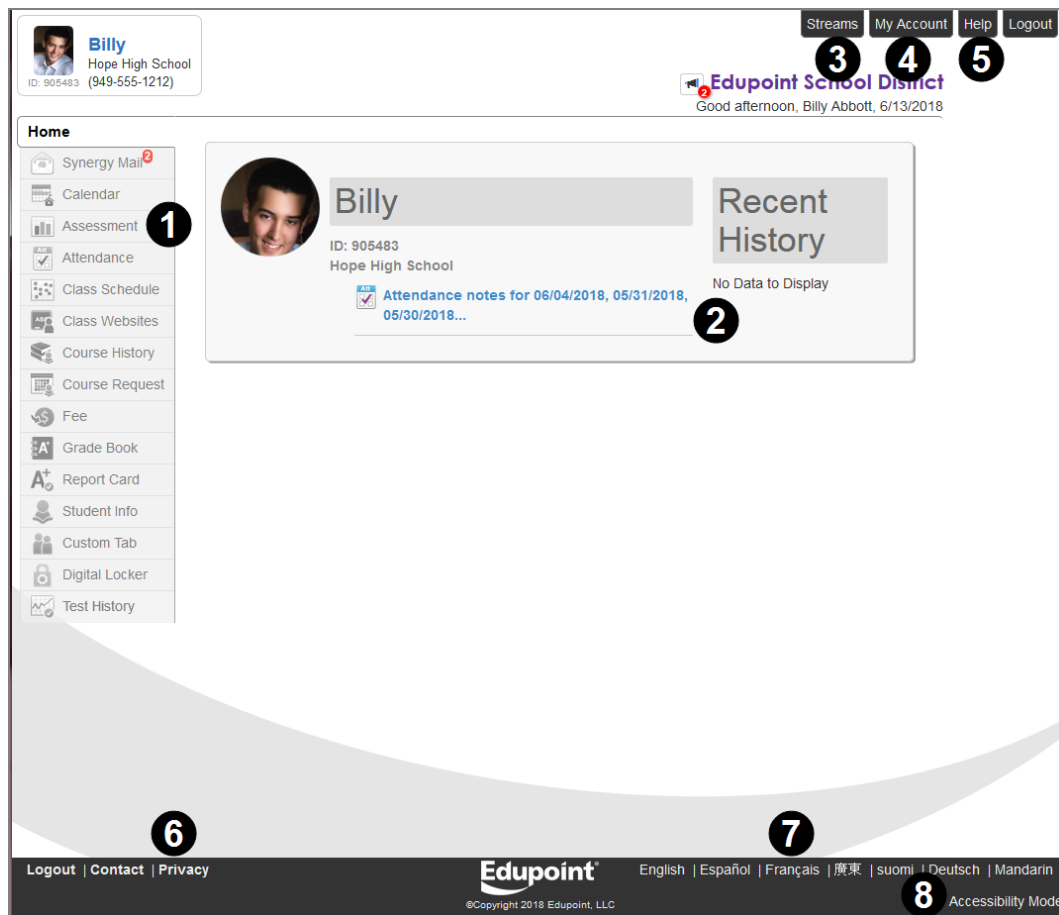 Streams
My Account
Help
Logout
3
4
5
Billy
Hope High School
ID: 905483
(949-555-1212)
2
Edupoint School District
Good afternoon, Billy Abbott, 6/13/2018
Home
Synergy Mail 2
Calendar
Assessment
1
Attendance
Class Schedule
Class Websites
Course History
Course Request
Fee
Grade Book
Report Card
Student Info
Custom Tab
Digital Locker
Test History
Billy
ID: 905483
Hope High School
Attendance notes for 06/04/2018, 05/31/2018,
05/30/2018...
2
Recent
History
No Data to Display
6
7
Logout | Contact | Privacy
Edupoint
©Copyright 2018 Edupoint, LLC
English | Español | Français | 廣東 | suomi | Deutsch | Mandarin
8
Accessibility Mode